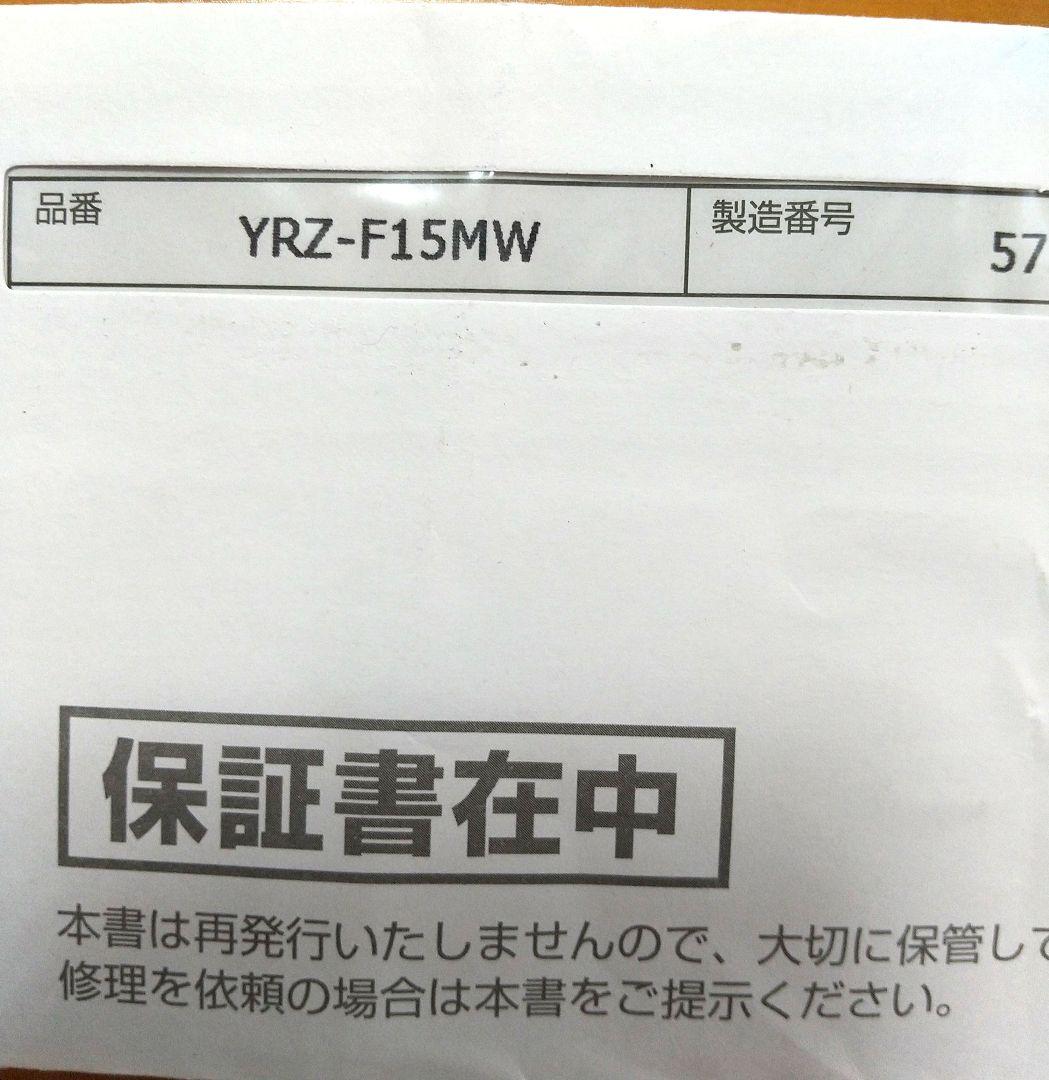 品番 YRZ-F15MW 製造番号 57
保証書在中
本書は再発行いたしませんので、大切に保管して
修理を依頼の場合は本書をご提示ください。